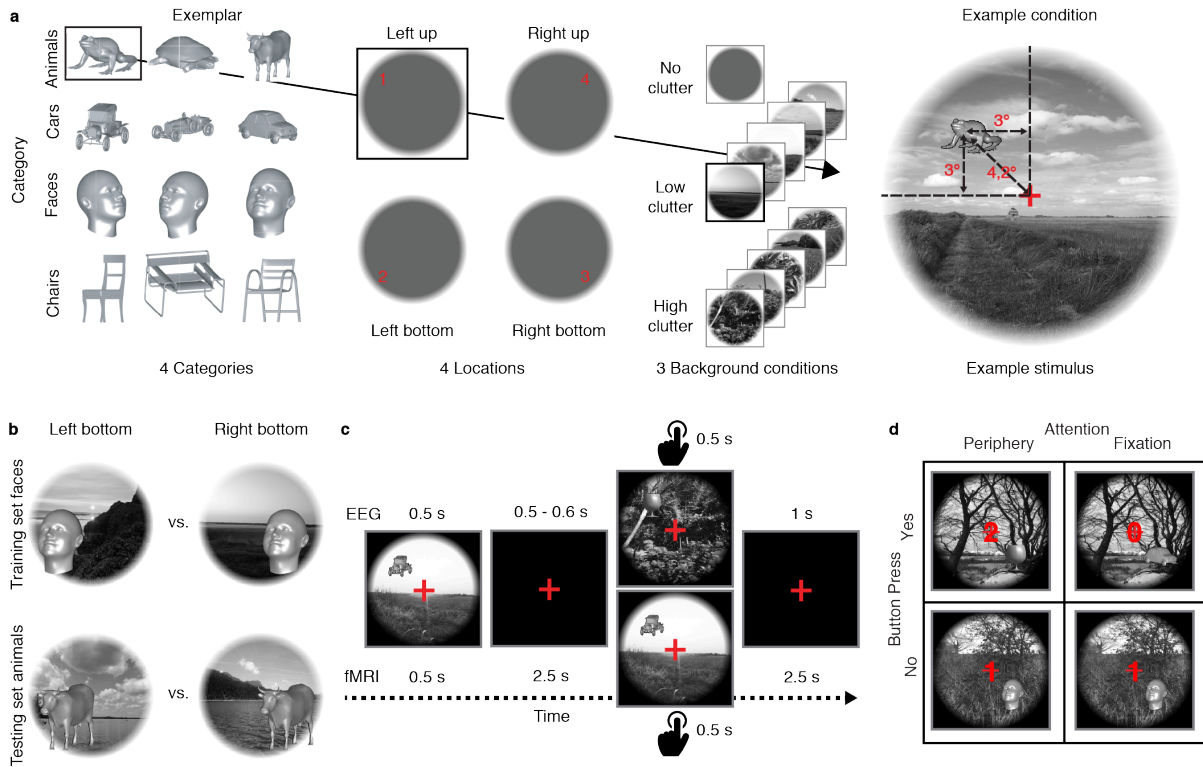 a
Exemplar
Category
Animals
Cars
Faces
Chairs
4 Categories
Left up
Right up
1
4
2
3
Left bottom
Right bottom
4 Locations
No
clutter
Low
clutter
High
clutter
3 Background conditions
Example condition
3°
3°
4,2°
Example stimulus
b
Left bottom
Right bottom
Training set faces
vs.
Testing set animals
vs.
c
0.5 s
EEG
0.5 s
0.5 - 0.6 s
1 s
fMRI
0.5 s
2.5 s
2.5 s
Time
0.5 s
d
Attention
Periphery
Fixation
Button Press
Yes
No
2
0
1
1